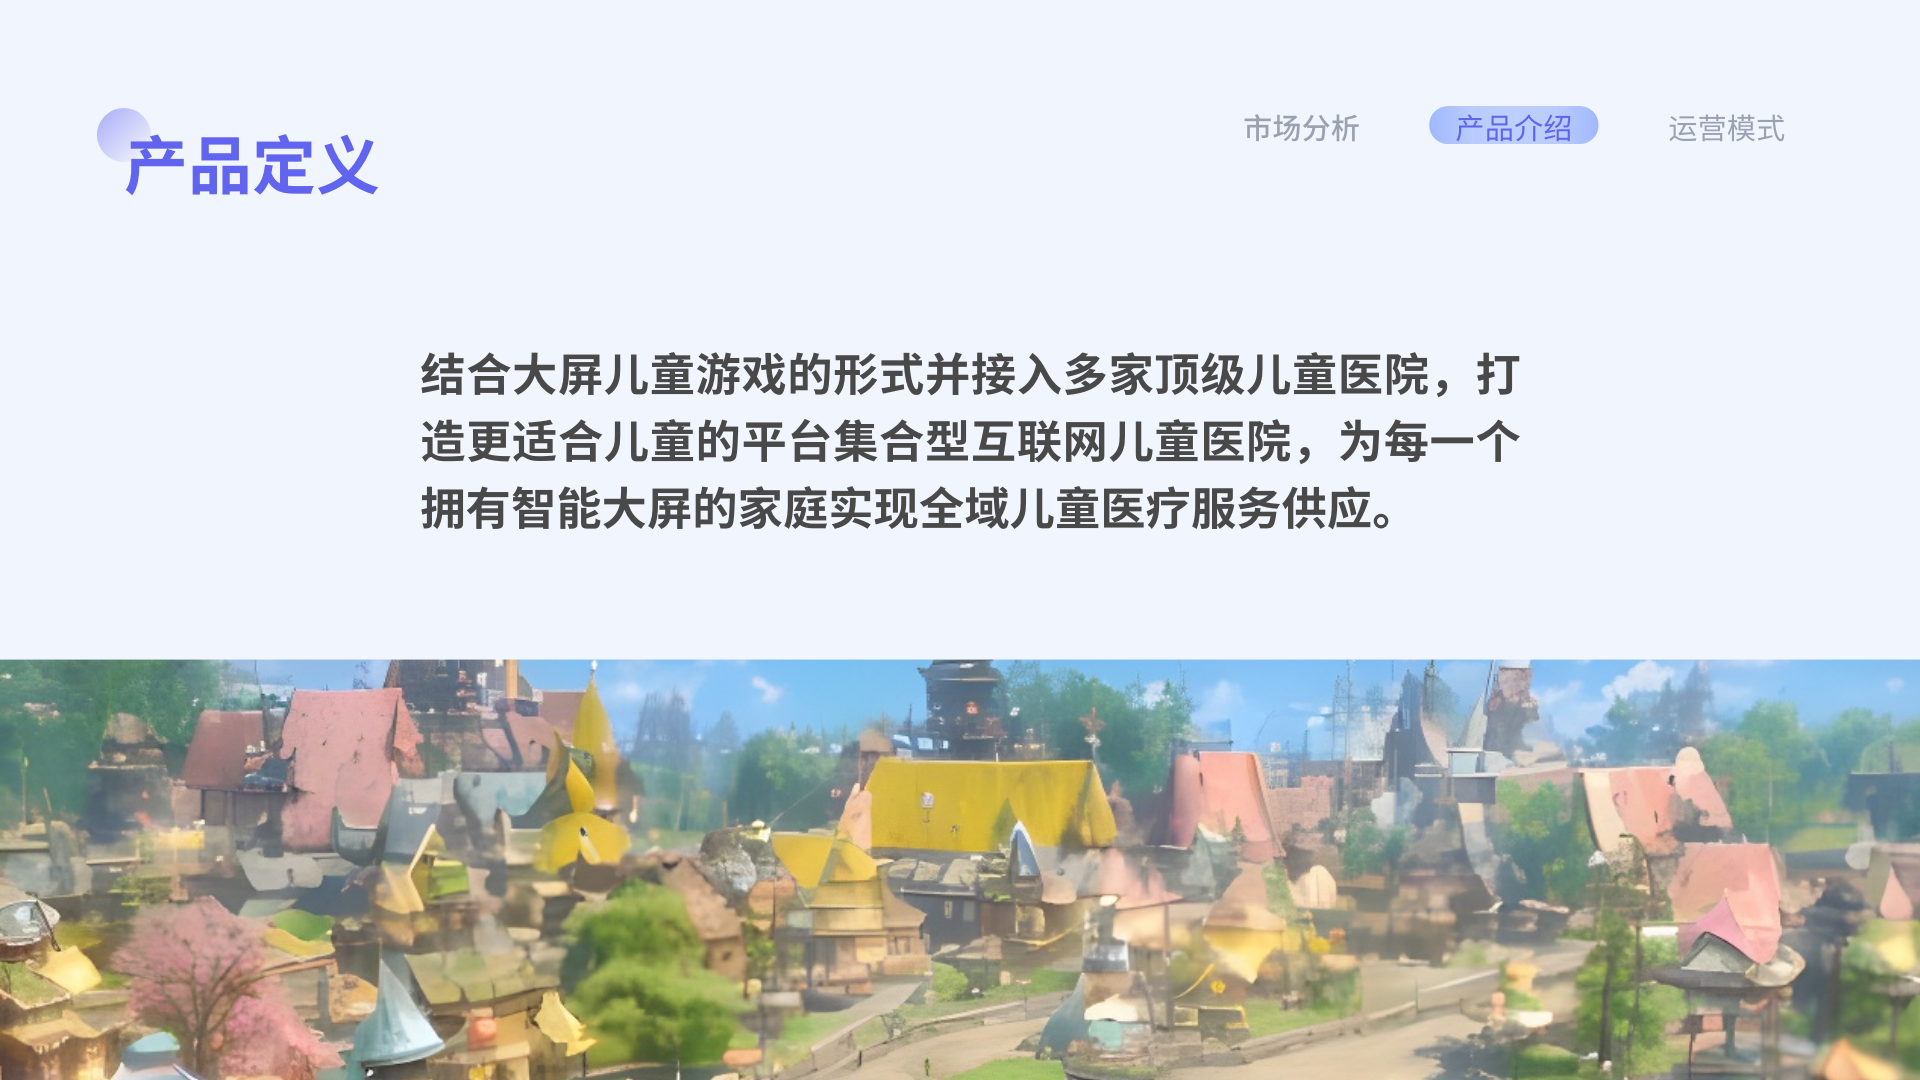 产品定义
市场分析
产品介绍
运营模式
结合大屏儿童游戏的形式并接入多家顶级儿童医院，打
造更适合儿童的平台集合型互联网儿童医院，为每一个
拥有智能大屏的家庭实现全域儿童医疗服务供应。